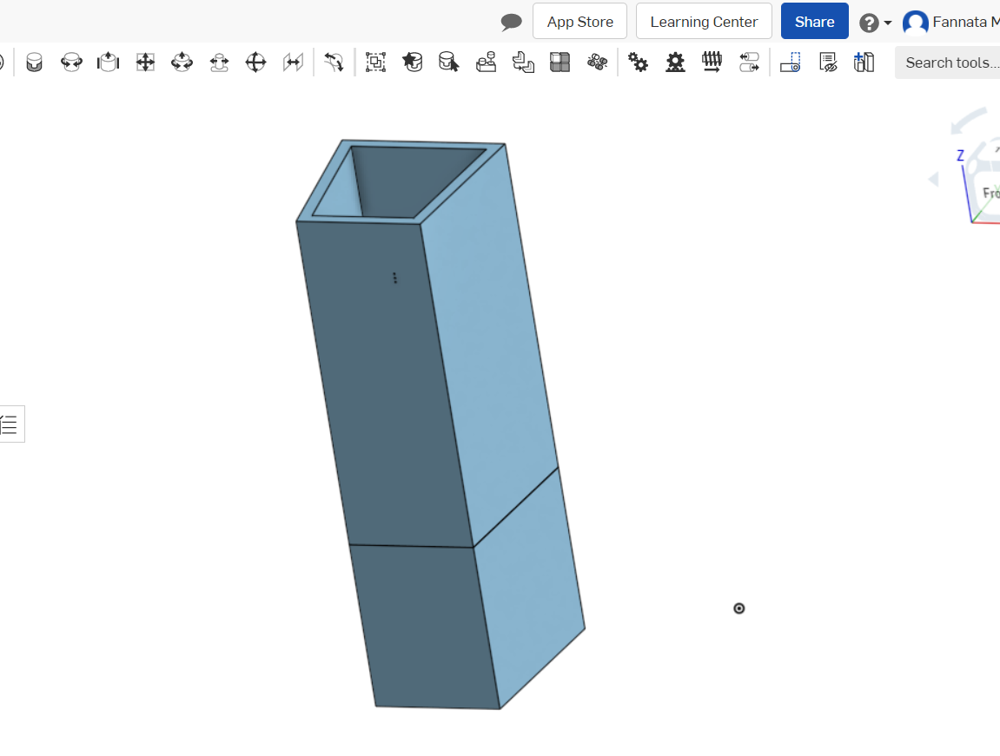 App Store
Learning Center
Share
Fannata M
Search tools...
Z
Fro